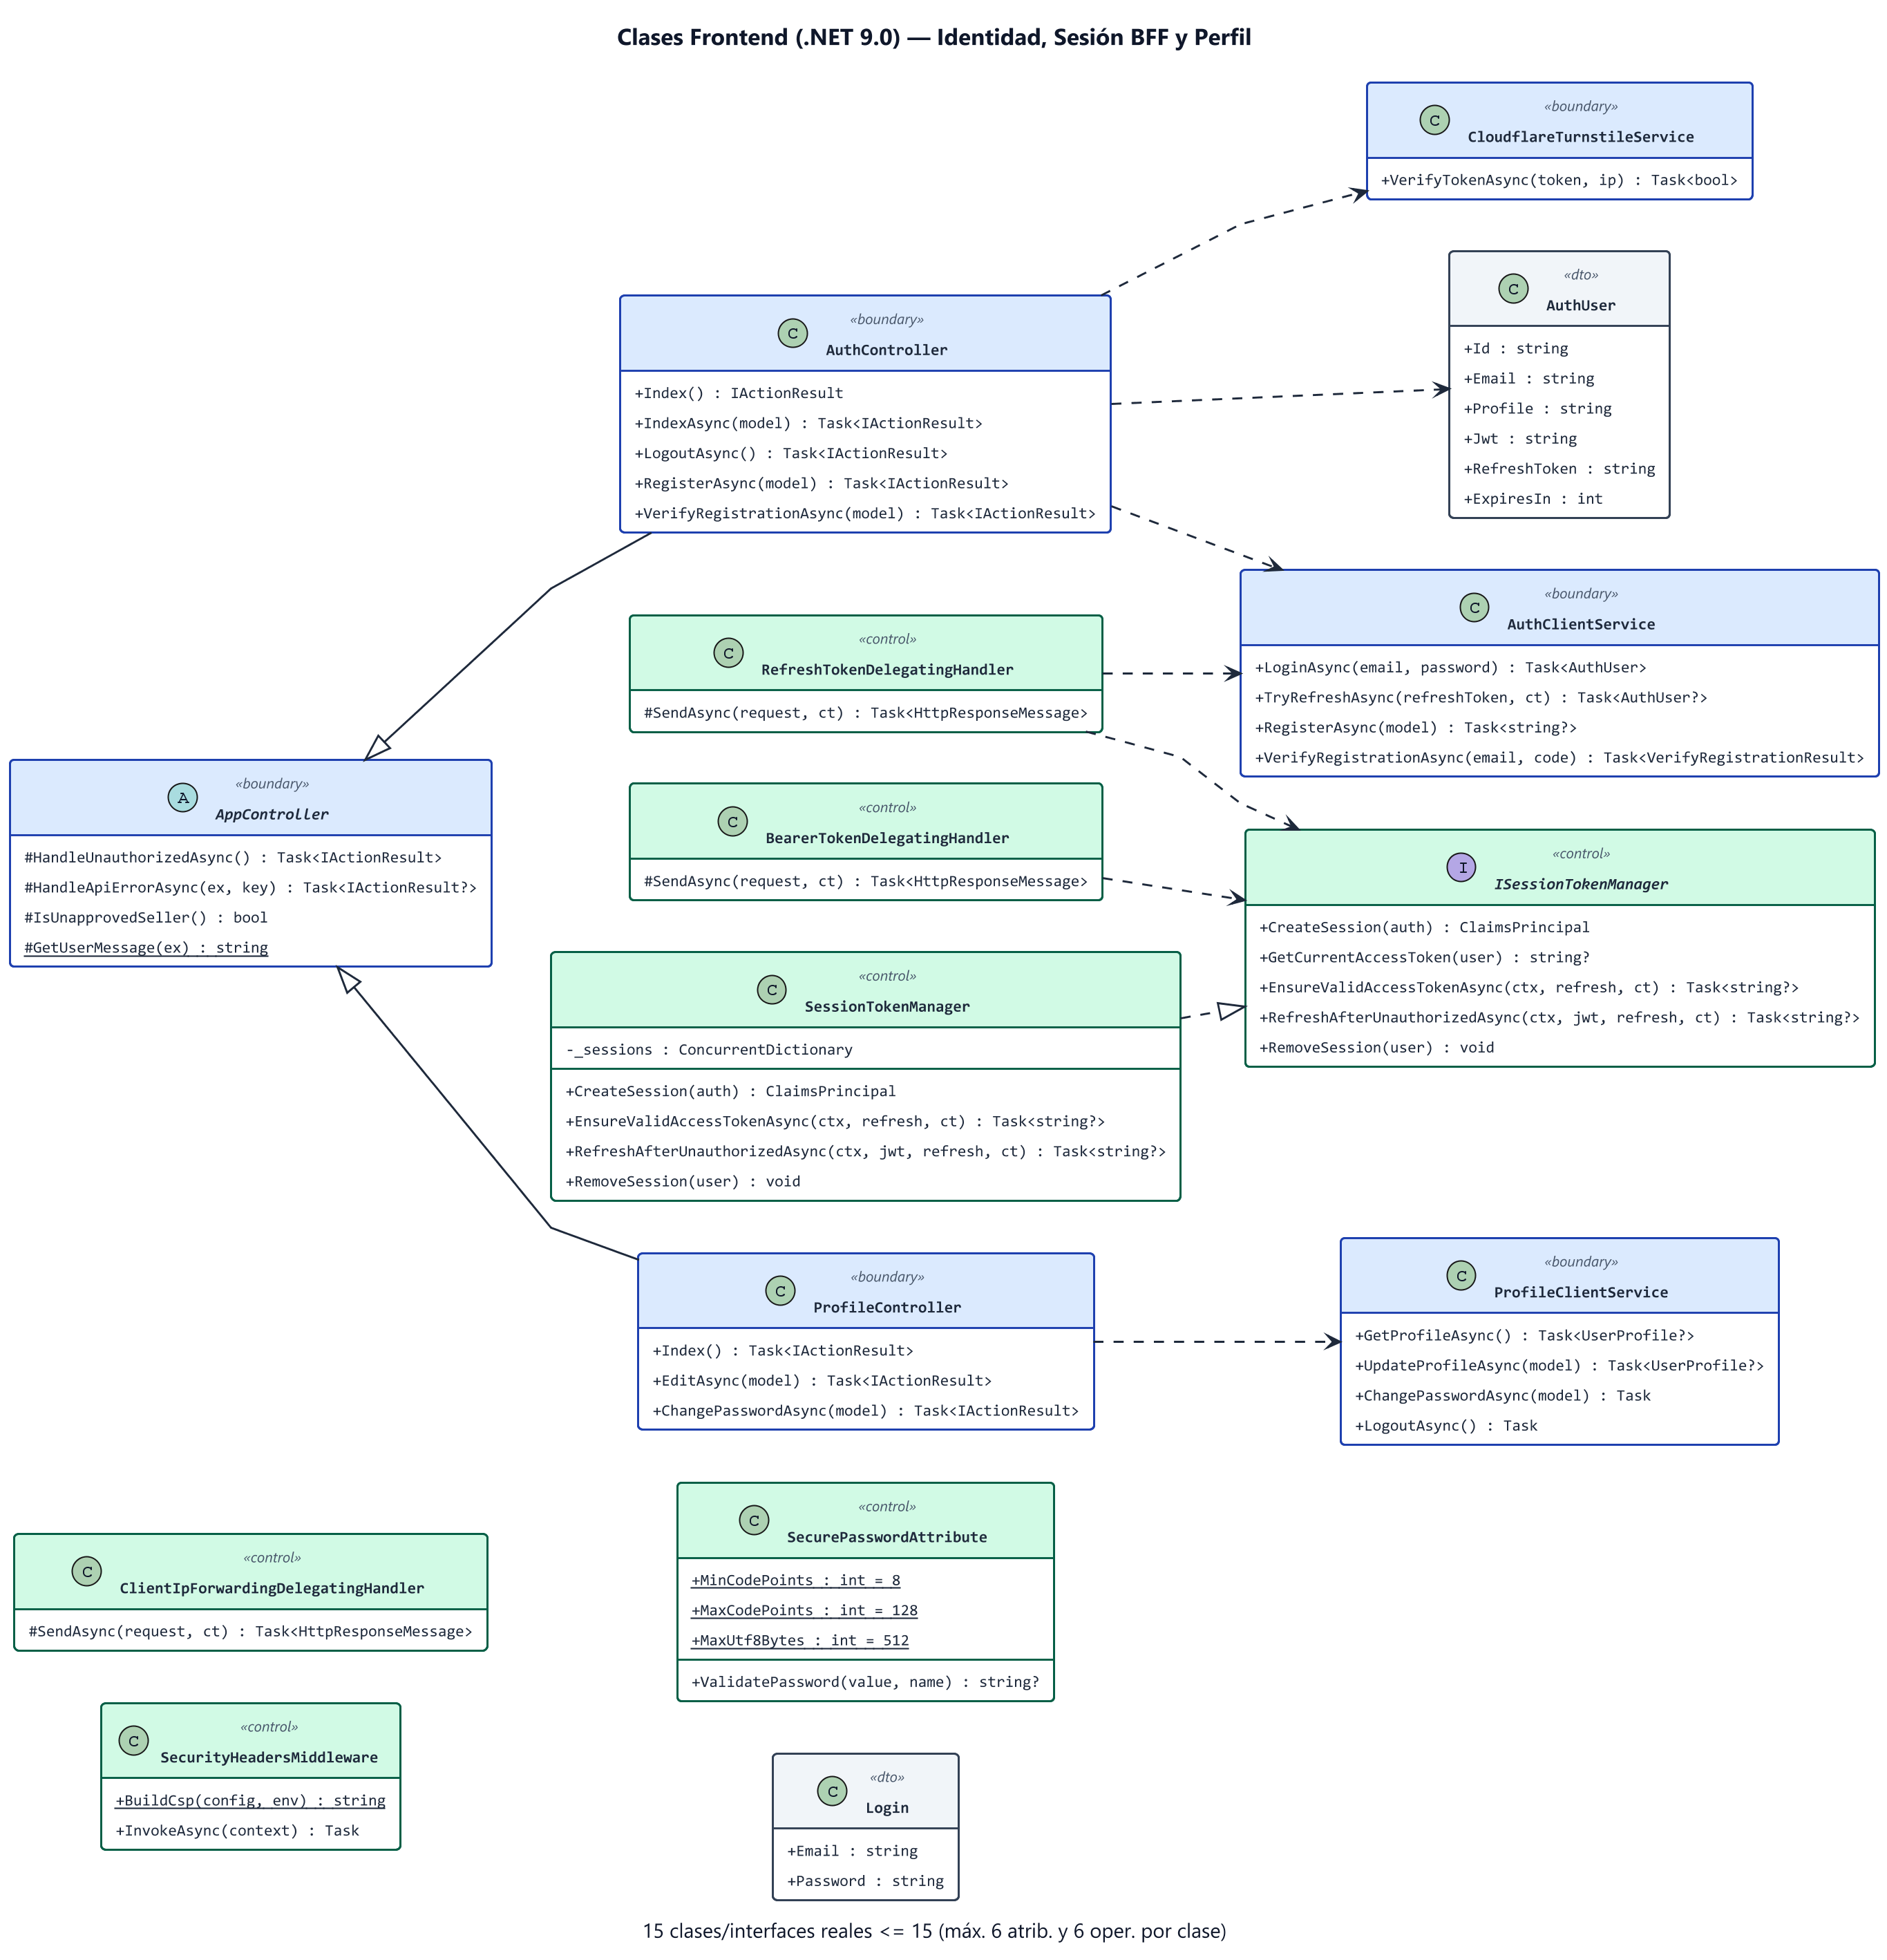 Clases Frontend (.NET 9.0) — Identidad, Sesión BFF y Perfil
C
«boundary»
CloudflareTurnstileService
+VerifyTokenAsync(token, ip) : Task<bool>
C
«dto»
AuthUser
+Id : string
+Email : string
+Profile : string
+Jwt : string
+RefreshToken : string
+ExpiresIn : int
C
«boundary»
AuthController
+Index() : IActionResult
+IndexAsync(model) : Task<IActionResult>
+LogoutAsync() : Task<IActionResult>
+RegisterAsync(model) : Task<IActionResult>
+VerifyRegistrationAsync(model) : Task<IActionResult>
C
«boundary»
AuthClientService
+LoginAsync(email, password) : Task<AuthUser>
+TryRefreshAsync(refreshToken, ct) : Task<AuthUser?>
+RegisterAsync(model) : Task<string?>
+VerifyRegistrationAsync(email, code) : Task<VerifyRegistrationResult>
C
«control»
RefreshTokenDelegatingHandler
#SendAsync(request, ct) : Task<HttpResponseMessage>
A
«boundary»
AppController
#HandleUnauthorizedAsync() : Task<IActionResult>
#HandleApiErrorAsync(ex, key) : Task<IActionResult?>
#IsUnapprovedSeller() : bool
#GetUserMessage(ex) : string
C
«control»
BearerTokenDelegatingHandler
#SendAsync(request, ct) : Task<HttpResponseMessage>
I
«control»
ISessionTokenManager
+CreateSession(auth) : ClaimsPrincipal
+GetCurrentAccessToken(user) : string?
+EnsureValidAccessTokenAsync(ctx, refresh, ct) : Task<string?>
+RefreshAfterUnauthorizedAsync(ctx, jwt, refresh, ct) : Task<string?>
+RemoveSession(user) : void
C
«control»
SessionTokenManager
-_sessions : ConcurrentDictionary
+CreateSession(auth) : ClaimsPrincipal
+EnsureValidAccessTokenAsync(ctx, refresh, ct) : Task<string?>
+RefreshAfterUnauthorizedAsync(ctx, jwt, refresh, ct) : Task<string?>
+RemoveSession(user) : void
C
«boundary»
ProfileController
+Index() : Task<IActionResult>
+EditAsync(model) : Task<IActionResult>
+ChangePasswordAsync(model) : Task<IActionResult>
C
«boundary»
ProfileClientService
+GetProfileAsync() : Task<UserProfile?>
+UpdateProfileAsync(model) : Task<UserProfile?>
+ChangePasswordAsync(model) : Task
+LogoutAsync() : Task
C
«control»
SecurePasswordAttribute
+MinCodePoints : int = 8
+MaxCodePoints : int = 128
+MaxUtf8Bytes : int = 512
+ValidatePassword(value, name) : string?
C
«control»
ClientIpForwardingDelegatingHandler
#SendAsync(request, ct) : Task<HttpResponseMessage>
C
«control»
SecurityHeadersMiddleware
+BuildCsp(config, env) : string
+InvokeAsync(context) : Task
C
«dto»
Login
+Email : string
+Password : string
15 clases/interfaces reales <= 15 (máx. 6 atrib. y 6 oper. por clase)